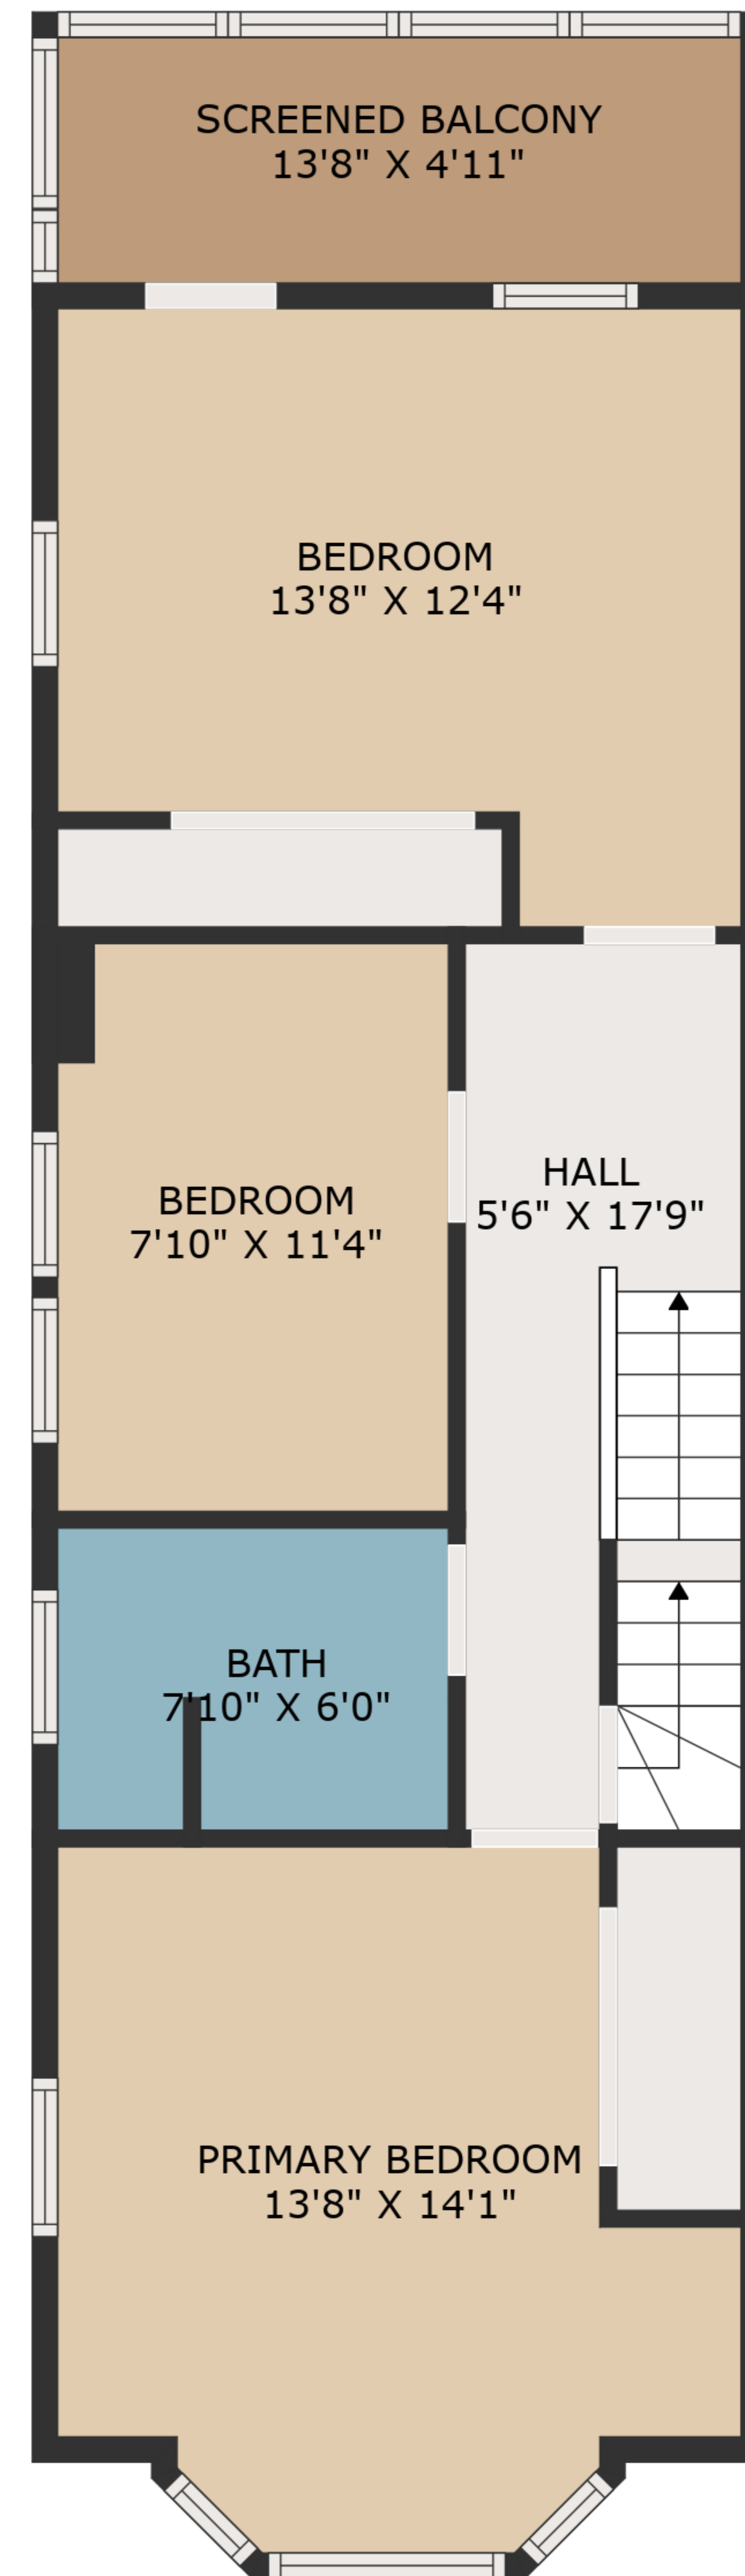 SCREENED BALCONY
13'8" X 4'11"
BEDROOM
13'8" X 12'4"
HALL
5'6" X 17'9"
BEDROOM
7'10" X 11'4"
BATH
7'10" X 6'0"
PRIMARY BEDROOM
13'8" X 14'1"